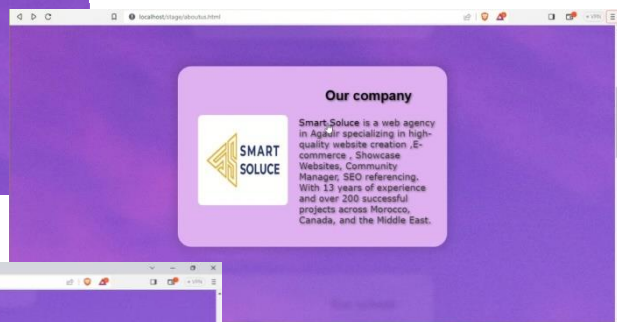 localhost/stage/aboutus.html
VPN
Our company
SMART
SOLUCE
Smart Soluce is a web agency
in Agadir specializing in high-
quality website creation ,E-
commerce , Showcase
Websites, Community
Manager, SEO referencing.
With 13 years of experience
and over 200 successful
projects across Morocco,
Canada, and the Middle East.
VPN